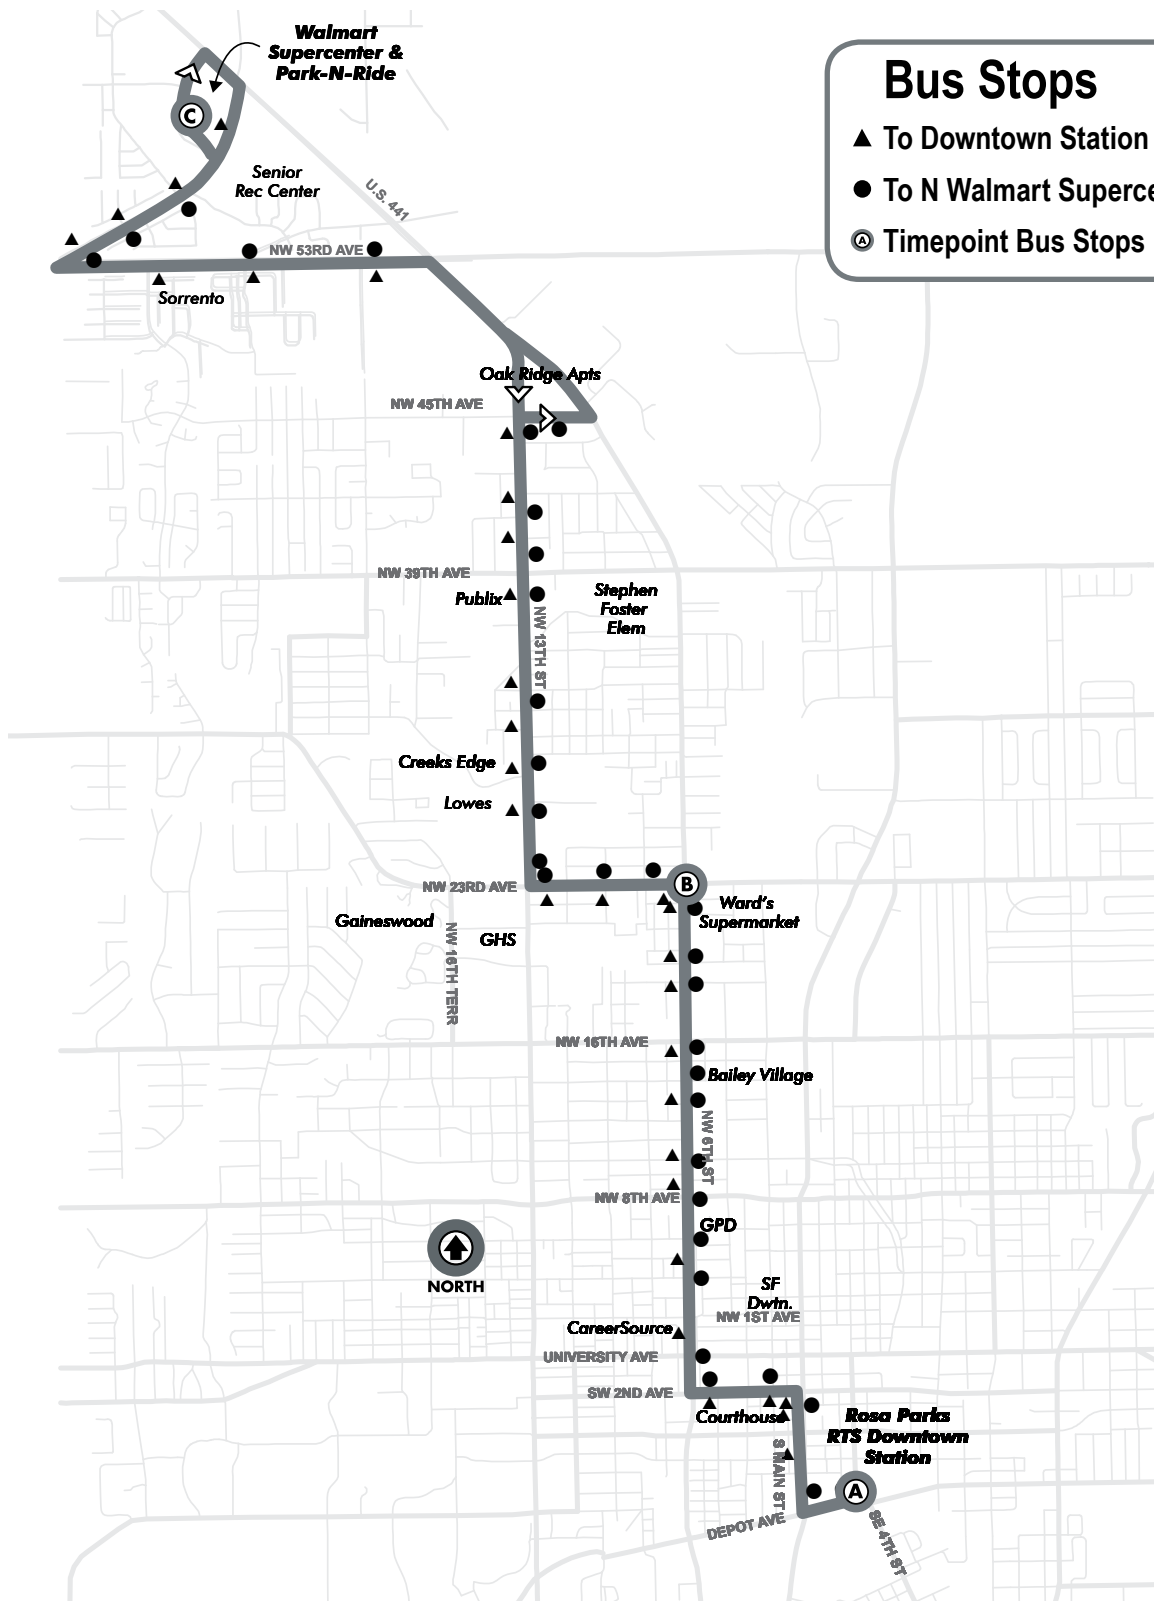 Walmart
Supercenter &
Park-N-Ride
Bus Stops
To Downtown Station
To N Walmart Superce
A Timepoint Bus Stops
C
Senior
Rec Center
U.S. 441
NW 53RD AVE
Sorrento
Oak Ridge Apts
NW 45TH AVE
NW 39TH AVE
Publix
Stephen
Foster
Elem
NW 13TH ST
Creeks Edge
Lowes
NW 23RD AVE
B
Ward's
Supermarket
Gaineswood
GHS
NW 16TH TERR
NW 16TH AVE
Bailey Village
NW 6TH ST
NW 8TH AVE
GPD
NORTH
SF
Dwtn.
NW 1ST AVE
CareerSource
UNIVERSITY AVE
SW 2ND AVE
Courthouse
Rosa Parks
RTS Downtown
Station
S MAIN ST
A
DEPOT AVE
SE 4TH ST